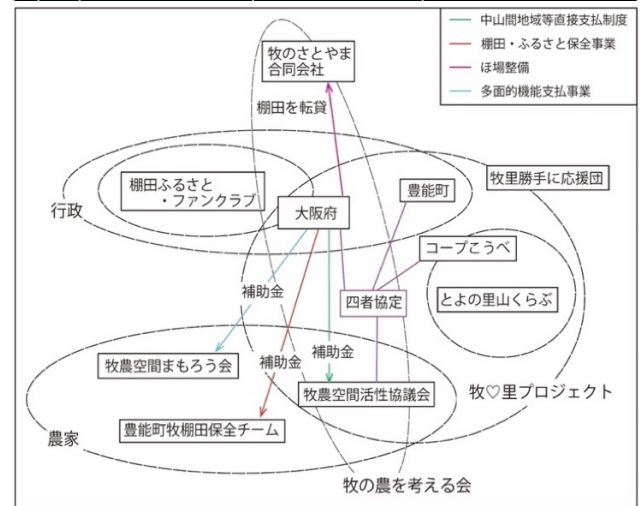 中山間地域等直接支払制度
棚田・ふるさと保全事業
ほ場整備
多面的機能支払事業
牧のさとやま
合同会社
棚田を転貸
棚田ふるさと
・ファンクラブ
行政
大阪府
豊能町
牧里勝手に応援団
コープこうべ
とよの里山くらぶ
補助金
四者協定
牧農空間まもろう会
補助金
補助金
牧農空間活性協議会
牧♡里プロジェクト
豊能町牧棚田保全チーム
農家
牧の農を考える会